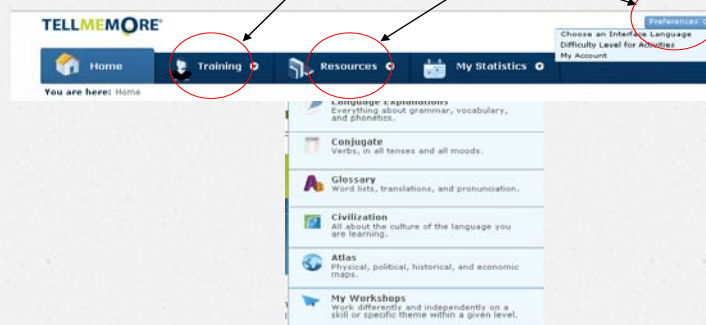 TELLMEMORE®
Preferences
Choose an Interface Language
Difficulty Level for Activities
My Account
Home Training Resources My Statistics
You are here: Home
Language Explanations
Everything about grammar, vocabulary,
and phonetics.
Conjugate
Verbs, in all tenses and all moods.
Glossary
Word lists, translations, and pronunciation.
Civilization
All about the culture of the language you
are learning.
Atlas
Physical, political, historical, and economic
maps.
My Workshops
Work differently and independently on a
skill or specific theme within a given level.